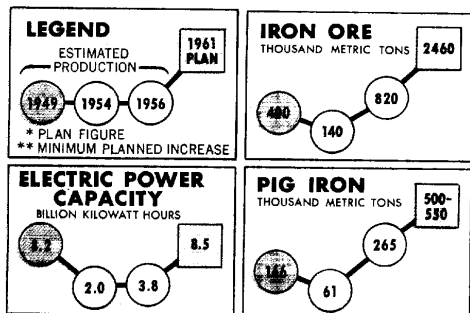 LEGEND
ESTIMATED
PRODUCTION
1961
PLAN
1949
1954
1956
* PLAN FIGURE
** MINIMUM PLANNED INCREASE
IRON ORE
THOUSAND METRIC TONS
2460
820
140
ELECTRIC POWER
CAPACITY
BILLION KILOWATT HOURS
8.5
2.0
3.8
PIG IRON
THOUSAND METRIC TONS
500-
550
265
166
61